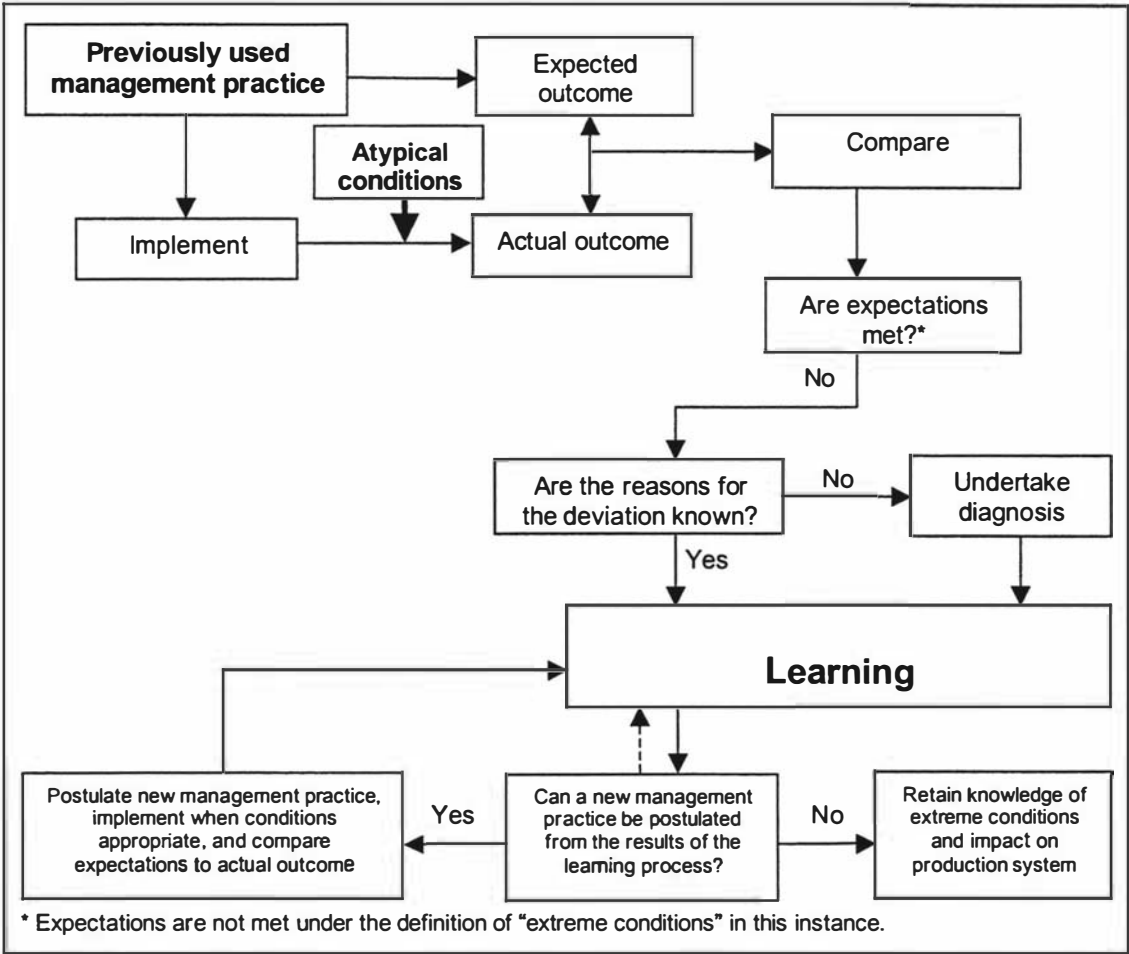 Previously used
management practice
Expected
outcome
Atypical
conditions
Compare
Implement
Actual outcome
Are expectations
met?*
No
Are the reasons for
the deviation known?
No
Undertake
diagnosis
Yes
Learning
Postulate new management practice,
implement when conditions
appropriate, and compare
expectations to actual outcome
Yes
Can a new management
practice be postulated
from the results of the
learning process?
No
Retain knowledge of
extreme conditions
and impact on
production system
* Expectations are not met under the definition of “extreme conditions” in this instance.